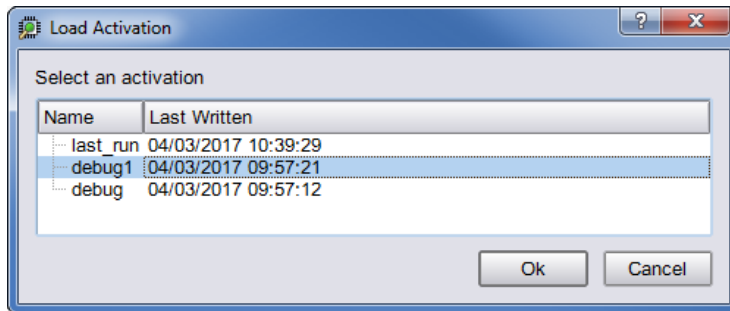 Load Activation
Select an activation
Name Last Written
last_run 04/03/2017 10:39:29
debug1 04/03/2017 09:57:21
debug 04/03/2017 09:57:12
Ok Cancel